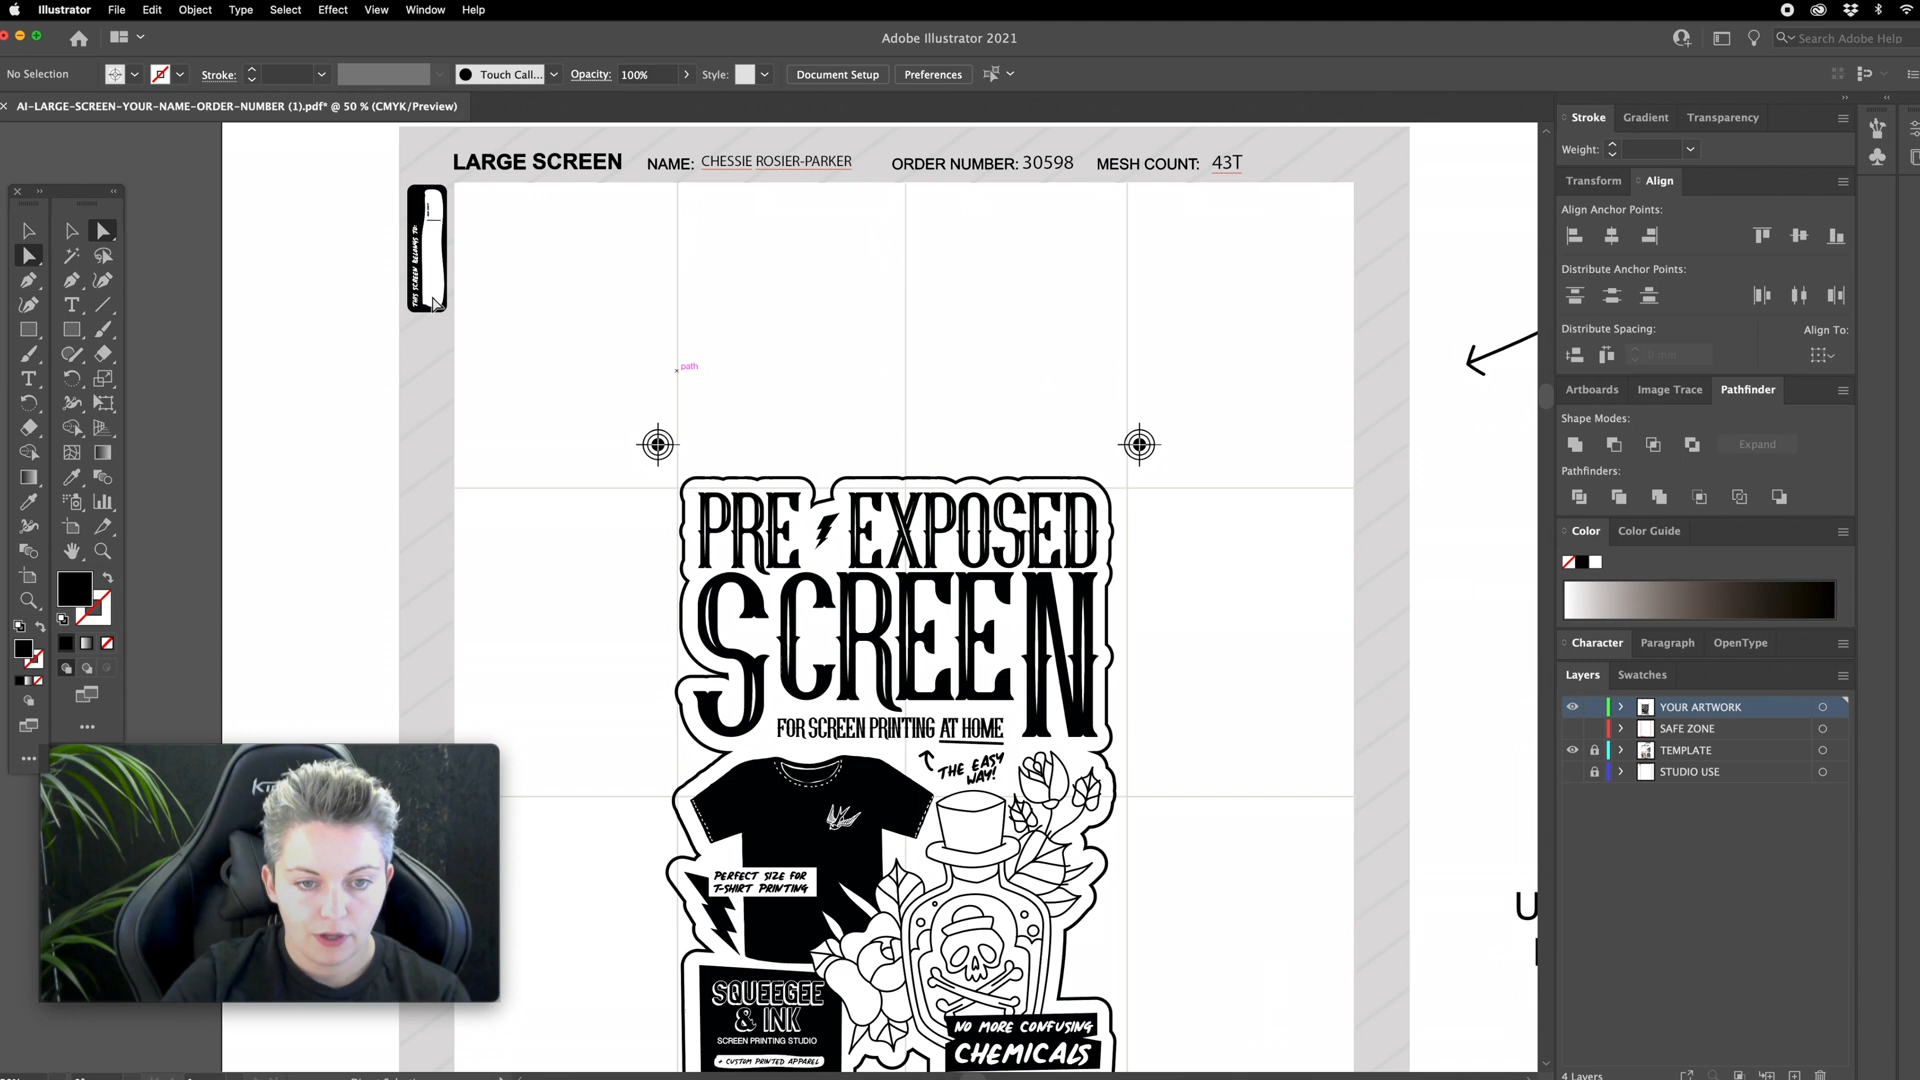 Illustrator File Edit Object Type Select Effect View Window Help
Adobe Illustrator 2021
Search Adobe Help
No Selection
Stroke:
Touch Call...
Opacity: 100%
Style:
Document Setup
Preferences
AI-LARGE-SCREEN-YOUR-NAME-ORDER-NUMBER (1).pdf* @ 50 % (CMYK/Preview)
LARGE SCREEN NAME: CHESSIE ROSIER-PARKER ORDER NUMBER: 30598 MESH COUNT: 43T
THIS SCREEN BELONGS TO:
path
PRE EXPOSED
SCREEN
FOR SCREEN PRINTING AT HOME
THE EASY
WAY!
PERFECT SIZE FOR
T-SHIRT PRINTING
SQUEEGEE
& INK
SCREEN PRINTING STUDIO
+ CUSTOM PRINTED APPAREL
NO MORE CONFUSING
CHEMICALS
U
Stroke Gradient Transparency
Weight:
Transform Align
Align Anchor Points:
Distribute Anchor Points:
Distribute Spacing:
Align To:
0 mm
Artboards Image Trace Pathfinder
Shape Modes:
Expand
Pathfinders:
Color Color Guide
Character Paragraph OpenType
Layers Swatches
YOUR ARTWORK
SAFE ZONE
TEMPLATE
STUDIO USE
4 Layers